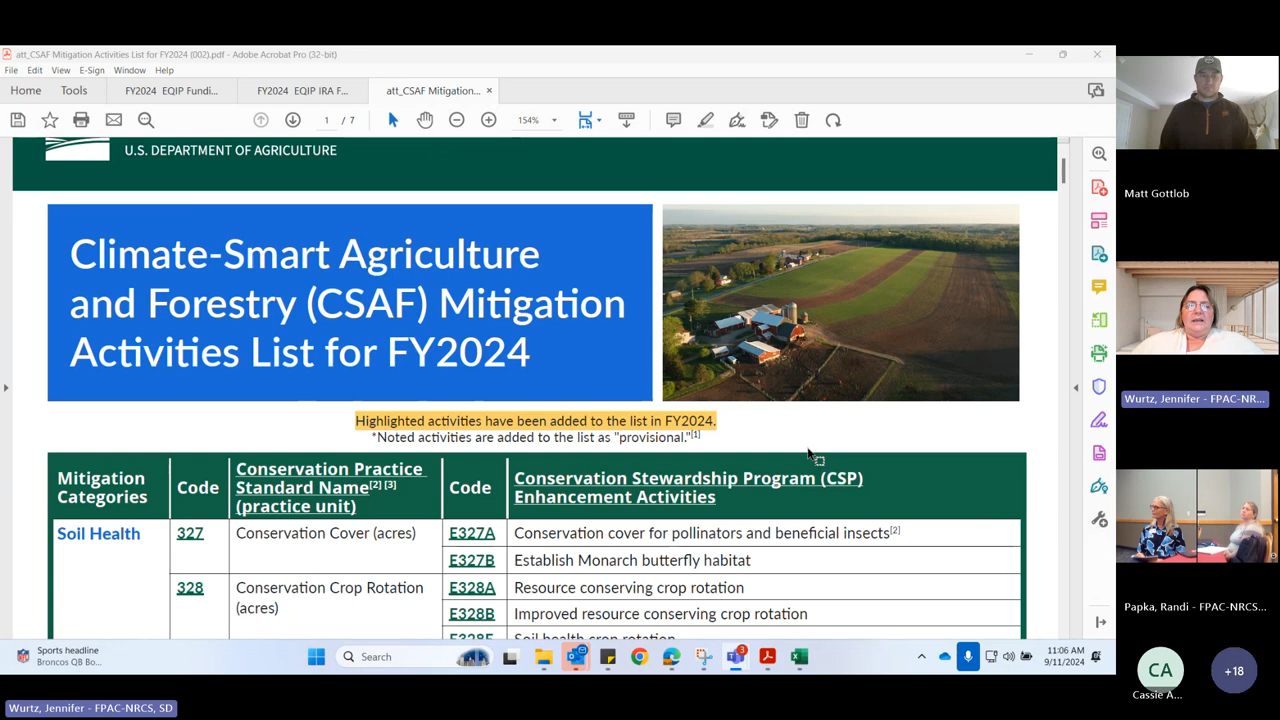 att_CSAF Mitigation Activities List for FY2024 (002).pdf - Adobe Acrobat Pro (32-bit)
File Edit View E-Sign Window Help
Home Tools FY2024 EQIP Fundi... FY2024 EQIP IRA F... att_CSAF Mitigation... ×
1 / 7 154%
U.S. DEPARTMENT OF AGRICULTURE
Climate-Smart Agriculture
and Forestry (CSAF) Mitigation
Activities List for FY2024
Highlighted activities have been added to the list in FY2024.
*Noted activities are added to the list as "provisional."[1]
Mitigation Categories Code Conservation Practice Standard Name[2] [3] (practice unit) Code Conservation Stewardship Program (CSP) Enhancement Activities
Soil Health 327 Conservation Cover (acres) E327A Conservation cover for pollinators and beneficial insects[2]
E327B Establish Monarch butterfly habitat
328 Conservation Crop Rotation (acres) E328A Resource conserving crop rotation
E328B Improved resource conserving crop rotation
E328E Soil health crop rotation
Matt Gottlob
Wurtz, Jennifer - FPAC-NR...
Papka, Randi - FPAC-NRCS...
CA
Cassie A...
+18
Sports headline
Broncos QB Bo...
Search
3
11:06 AM
9/11/2024
Wurtz, Jennifer - FPAC-NRCS, SD